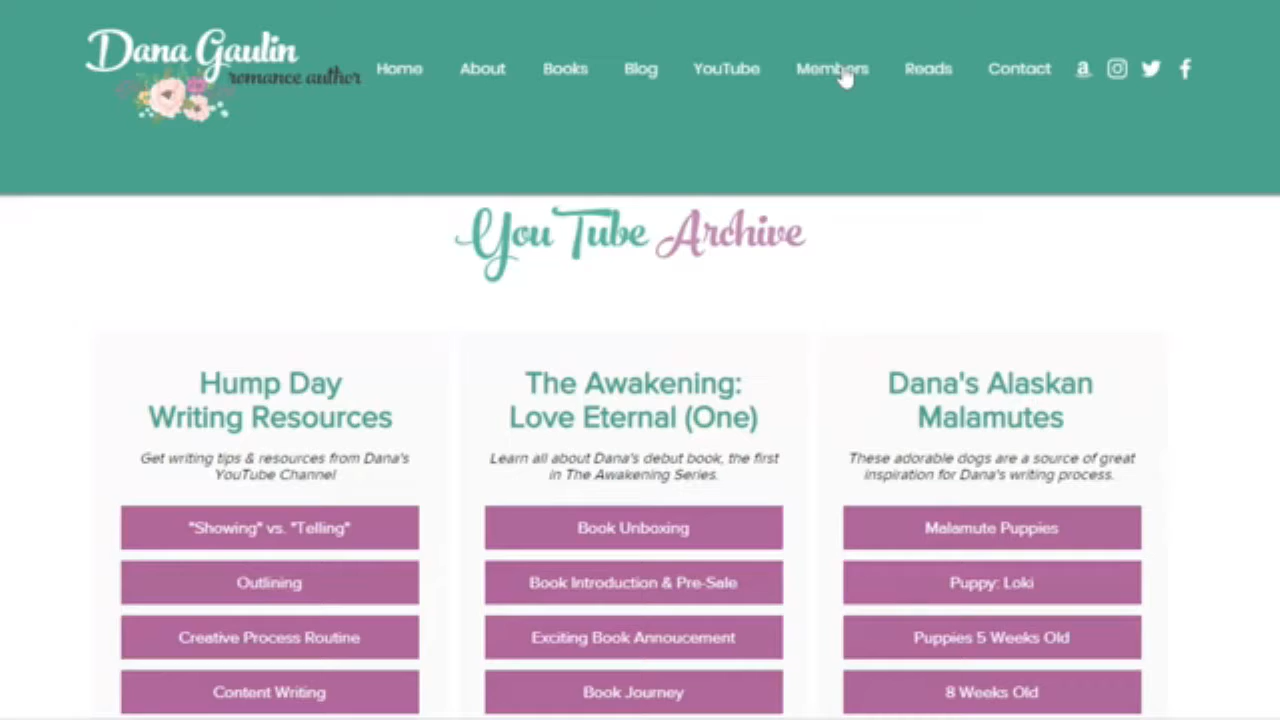 Dana Gaulin
romance author
Home About Books Blog YouTube Members Reads Contact
YouTube Archive
Hump Day
Writing Resources
Get writing tips & resources from Dana's
YouTube Channel
"Showing" vs. "Telling"
Outlining
Creative Process Routine
Content Writing
The Awakening:
Love Eternal (One)
Learn all about Dana's debut book, the first
in The Awakening Series.
Book Unboxing
Book Introduction & Pre-Sale
Exciting Book Annoucement
Book Journey
Dana's Alaskan
Malamutes
These adorable dogs are a source of great
inspiration for Dana's writing process.
Malamute Puppies
Puppy: Loki
Puppies 5 Weeks Old
8 Weeks Old